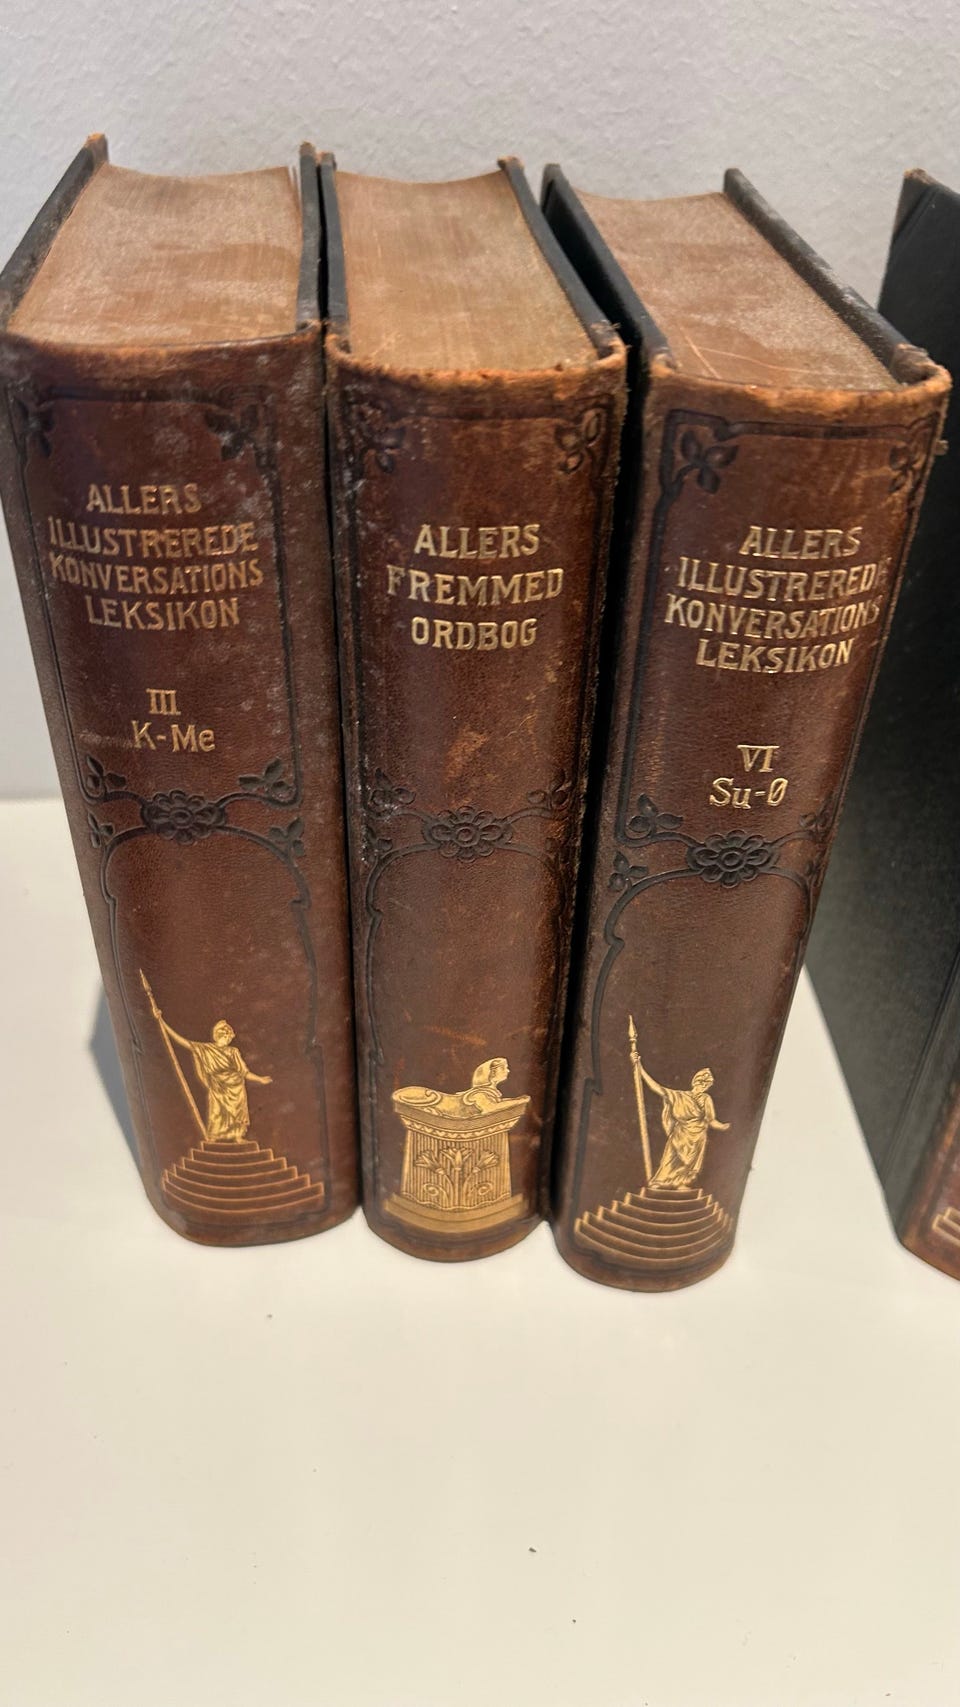 ALLERS
ILLUSTREREDE
KONVERSATIONS
LEKSIKON
III
K-Me
ALLERS
FREMMED
ORDBOG
ALLERS
ILLUSTREREDE
KONVERSATIONS
LEKSIKON
VI
Su-Ø